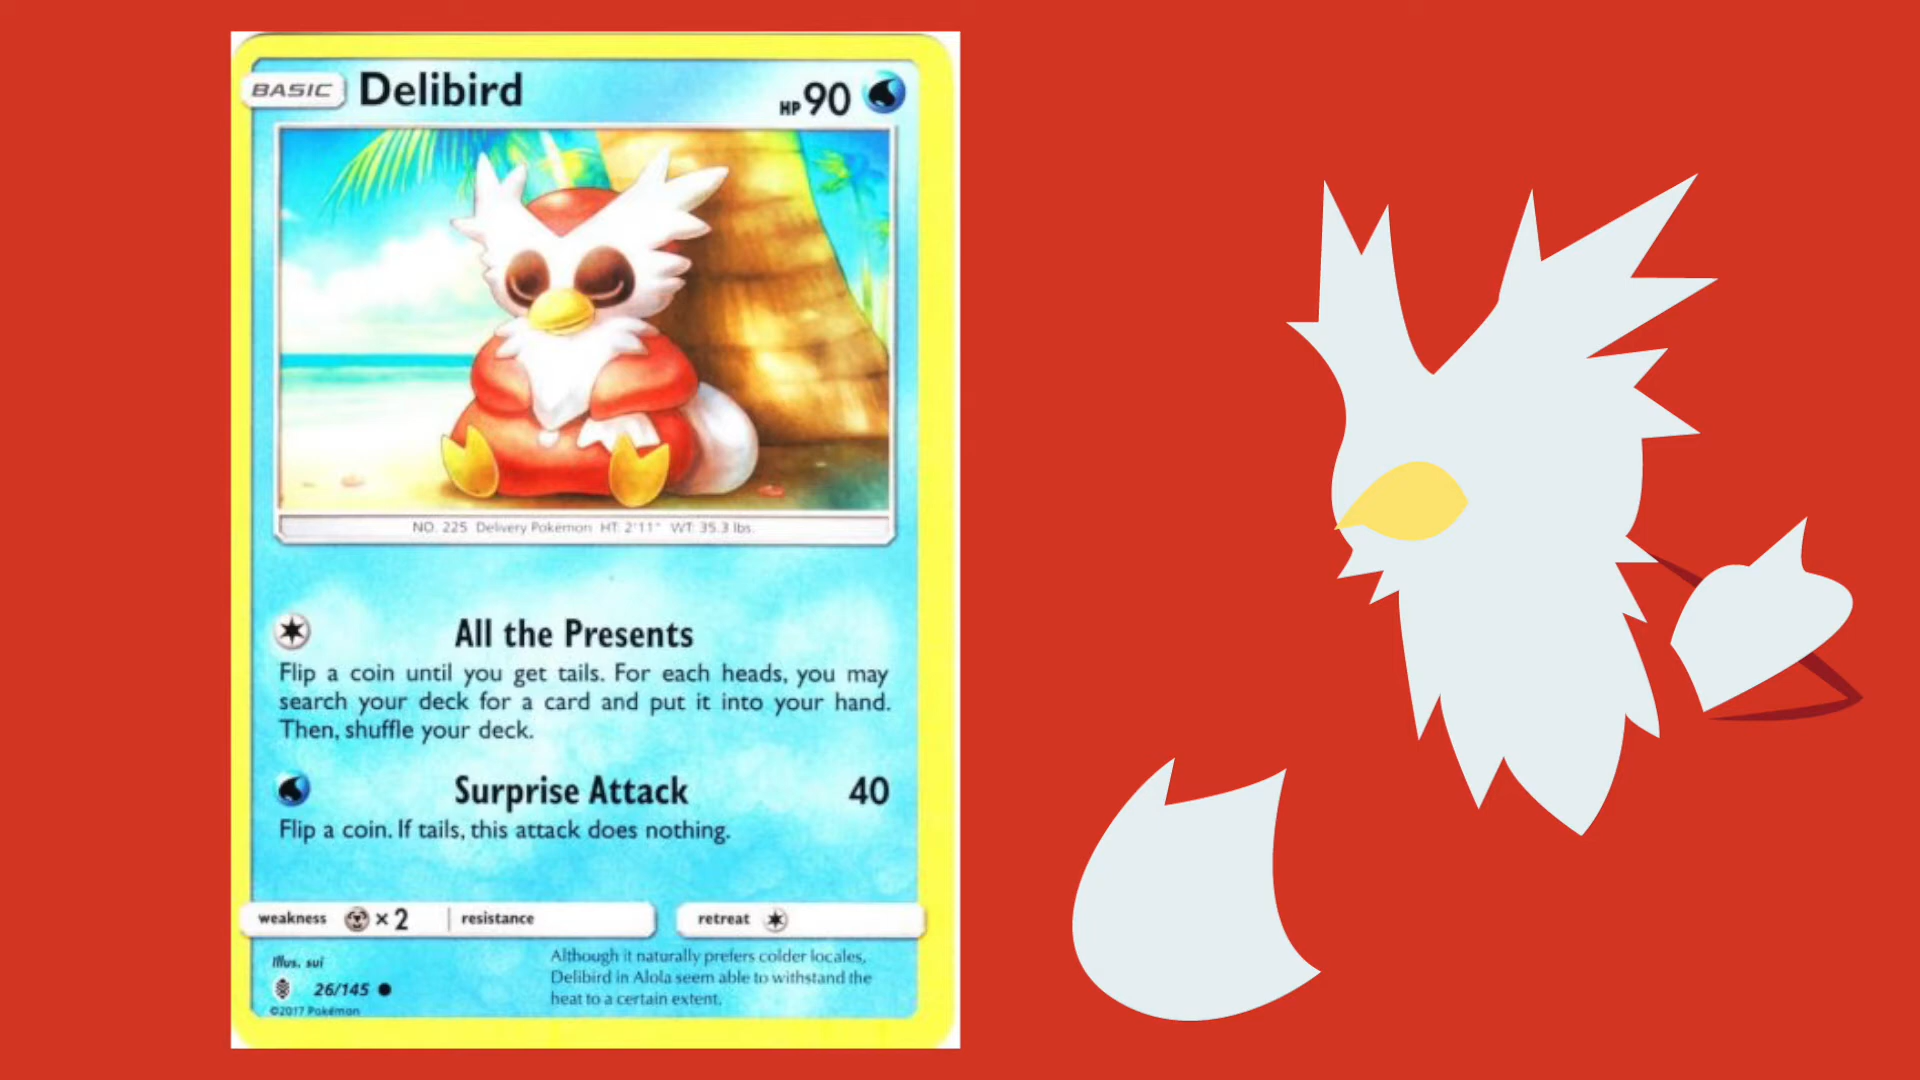 BASIC Delibird HP 90
NO. 225 Delivery Pokémon HT: 2'11" WT: 35.3 lbs.
All the Presents
Flip a coin until you get tails. For each heads, you may
search your deck for a card and put it into your hand.
Then, shuffle your deck.
Surprise Attack 40
Flip a coin. If tails, this attack does nothing.
weakness ×2 resistance retreat
Illus. sui
26/145
©2017 Pokémon
Although it naturally prefers colder locales,
Delibird in Alola seem able to withstand the
heat to a certain extent.